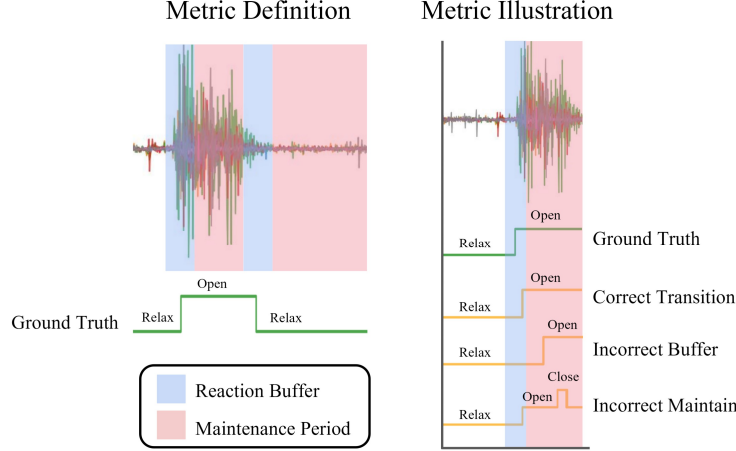 Metric Definition
Open
Relax
Relax
Ground Truth
Reaction Buffer
Maintenance Period
Metric Illustration
Open
Relax
Ground Truth
Open
Relax
Correct Transition
Open
Relax
Incorrect Buffer
Close
Open
Relax
Incorrect Maintain